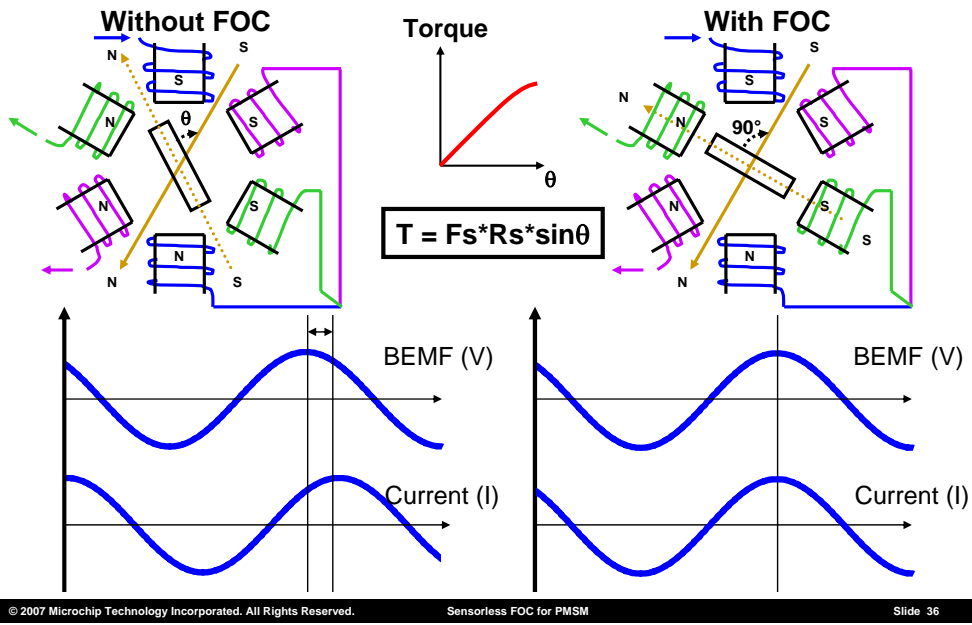 Without FOC
N
S
S
N
S
θ
N
S
N
N
S
Torque
θ
T = Fs*Rs*sinθ
With FOC
S
S
N
N
S
90°
N
S
S
N
N
BEMF (V)
Current (I)
BEMF (V)
Current (I)
© 2007 Microchip Technology Incorporated. All Rights Reserved.
Sensorless FOC for PMSM
Slide 36